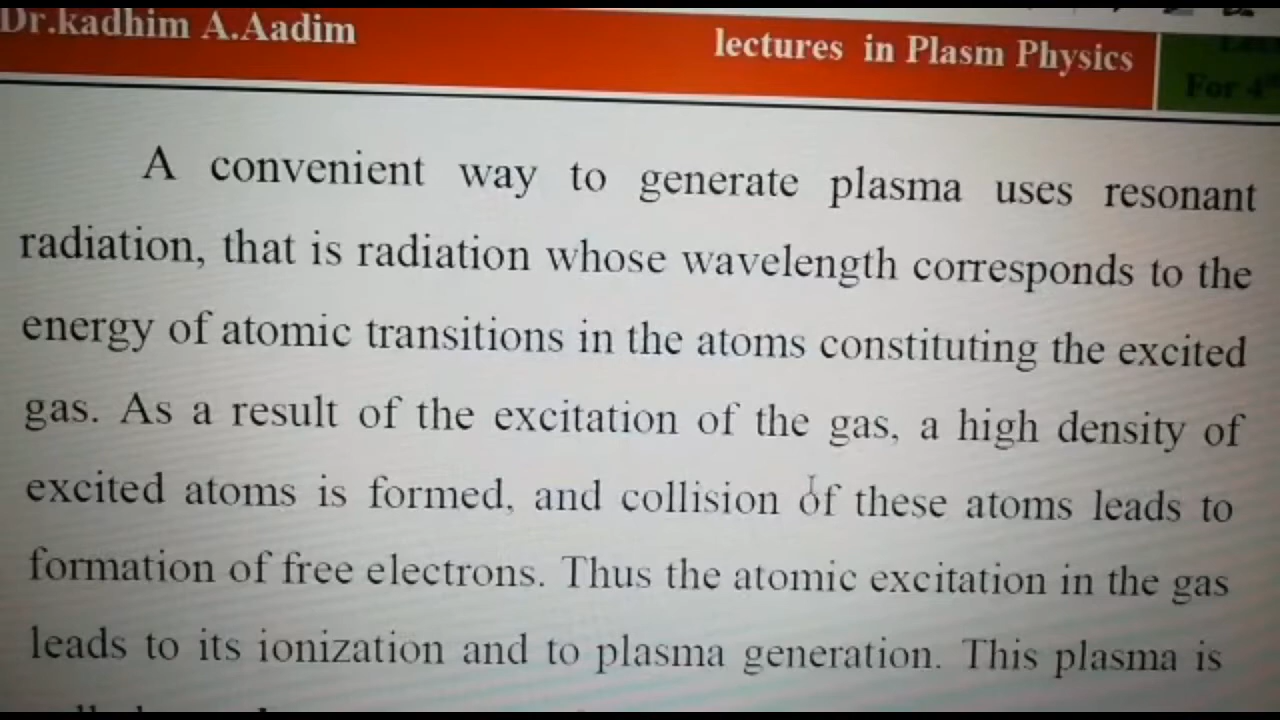 Dr.kadhim A.Aadim
lectures in Plasm Physics
For 4th
A convenient way to generate plasma uses resonant
radiation, that is radiation whose wavelength corresponds to the
energy of atomic transitions in the atoms constituting the excited
gas. As a result of the excitation of the gas, a high density of
excited atoms is formed, and collision of these atoms leads to
formation of free electrons. Thus the atomic excitation in the gas
leads to its ionization and to plasma generation. This plasma is